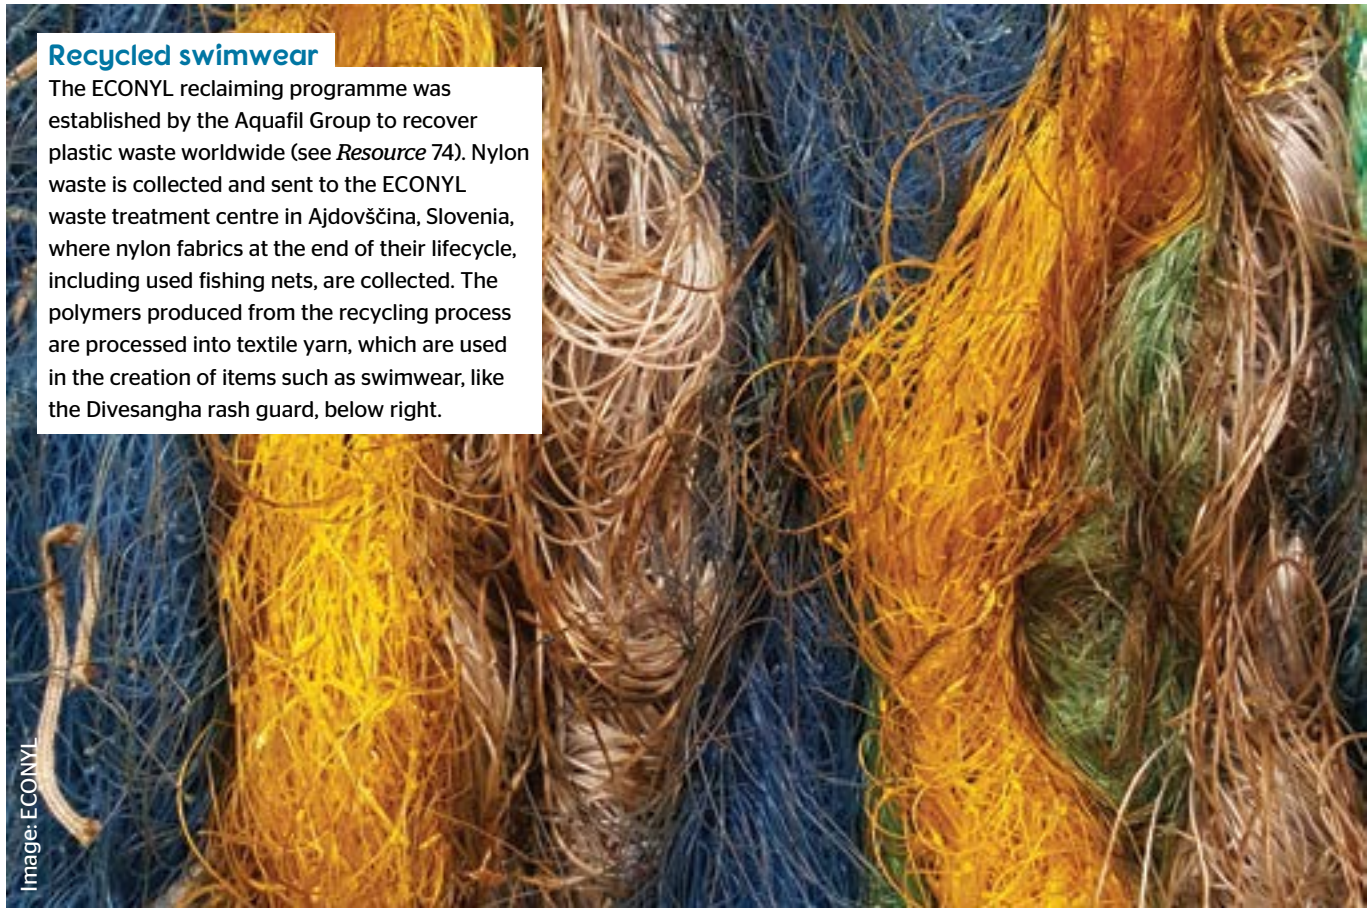 Recycled swimwear
The ECONYL reclaiming programme was
established by the Aquafil Group to recover
plastic waste worldwide (see Resource 74). Nylon
waste is collected and sent to the ECONYL
waste treatment centre in Ajdovščina, Slovenia,
where nylon fabrics at the end of their lifecycle,
including used fishing nets, are collected. The
polymers produced from the recycling process
are processed into textile yarn, which are used
in the creation of items such as swimwear, like
the Divesangha rash guard, below right.
Image: ECONYL